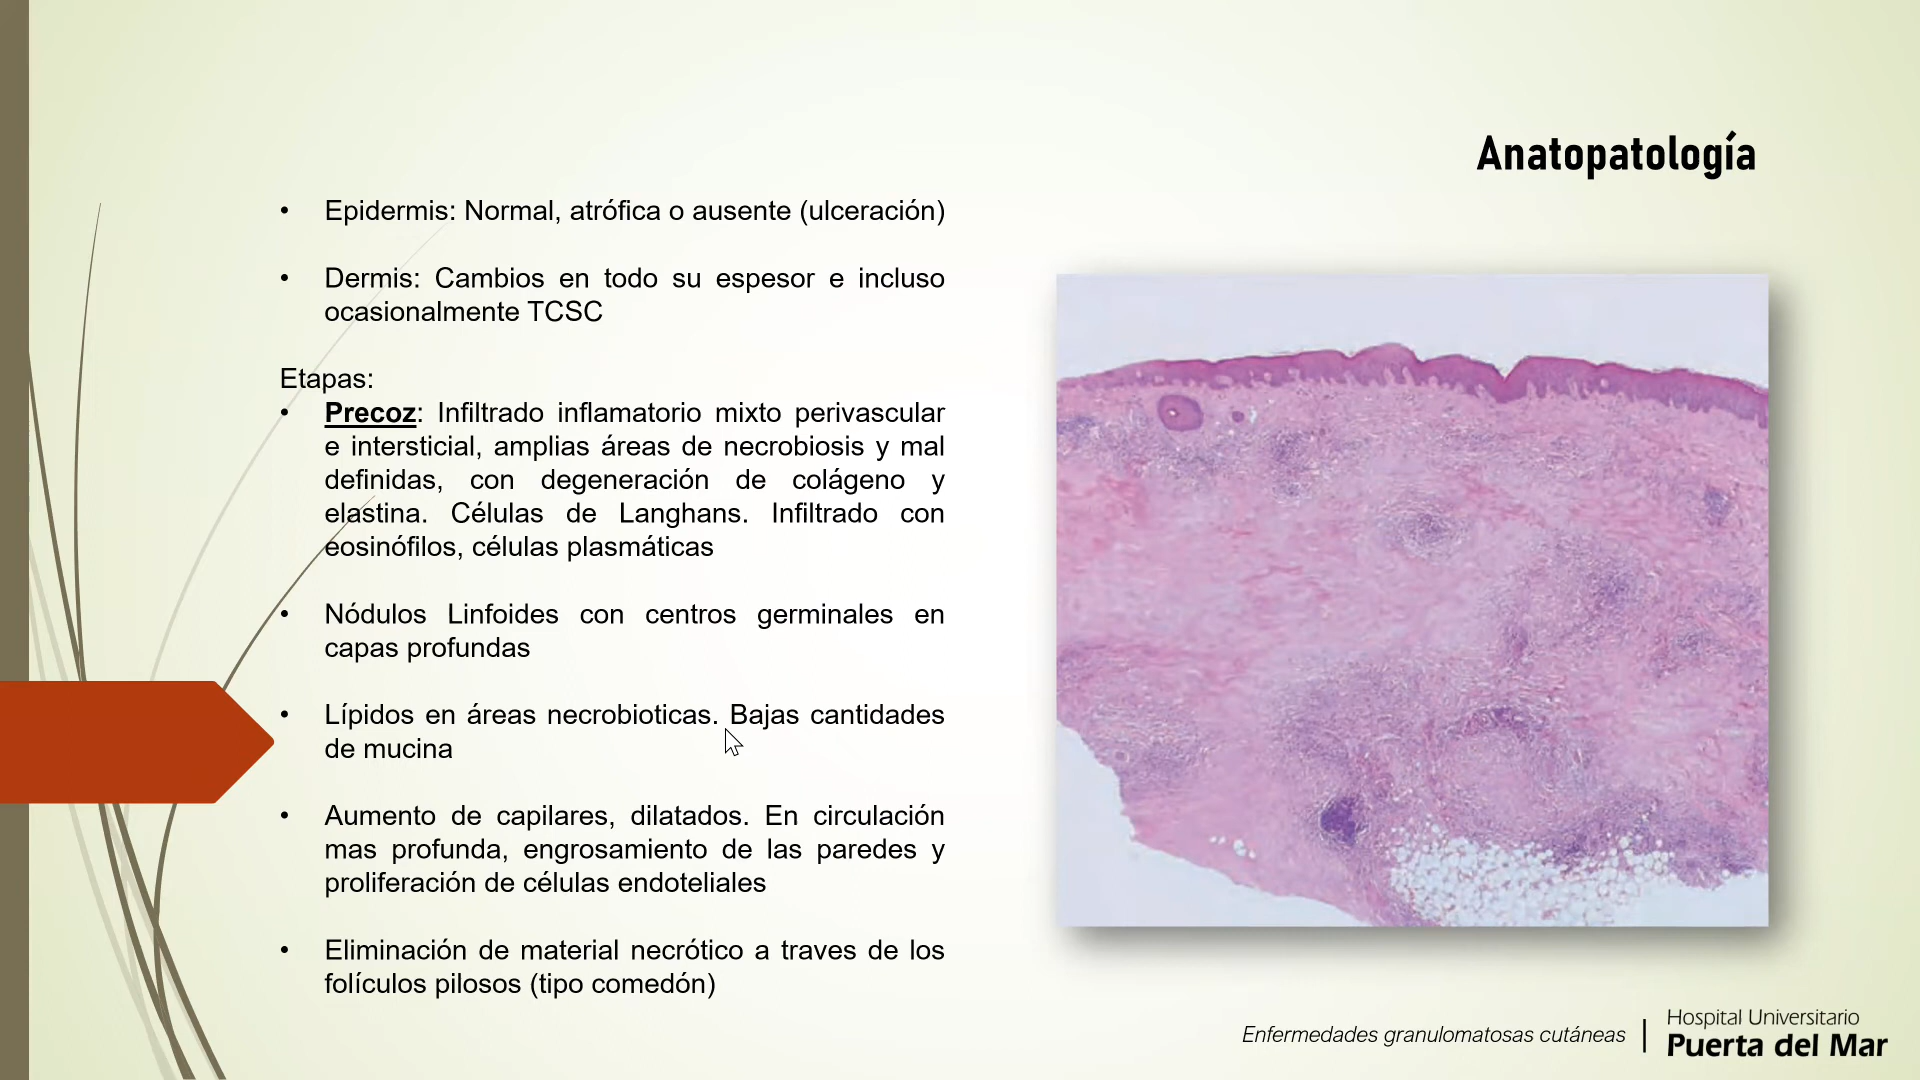 Anatopatología
• Epidermis: Normal, atrófica o ausente (ulceración)
• Dermis: Cambios en todo su espesor e incluso
ocasionalmente TCSC
Etapas:
• Precoz: Infiltrado inflamatorio mixto perivascular
e intersticial, amplias áreas de necrobiosis y mal
definidas, con degeneración de colágeno y
elastina. Células de Langhans. Infiltrado con
eosinófilos, células plasmáticas
• Nódulos Linfoides con centros germinales en
capas profundas
• Lípidos en áreas necrobioticas. Bajas cantidades
de mucina
• Aumento de capilares, dilatados. En circulación
mas profunda, engrosamiento de las paredes y
proliferación de células endoteliales
• Eliminación de material necrótico a traves de los
folículos pilosos (tipo comedón)
Enfermedades granulomatosas cutáneas
Hospital Universitario
Puerta del Mar